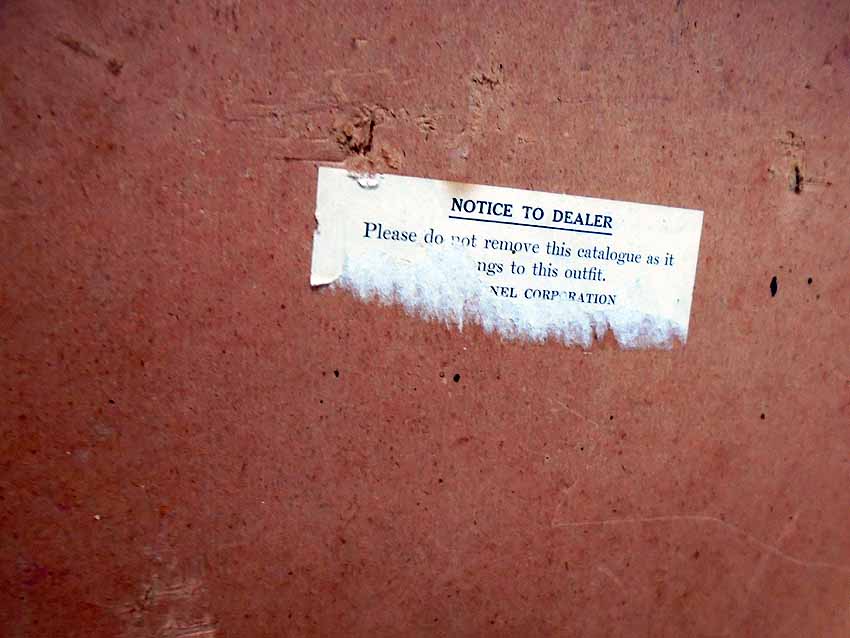 NOTICE TO DEALER
Please do not remove this catalogue as it
ngs to this outfit.
NEL CORPORATION